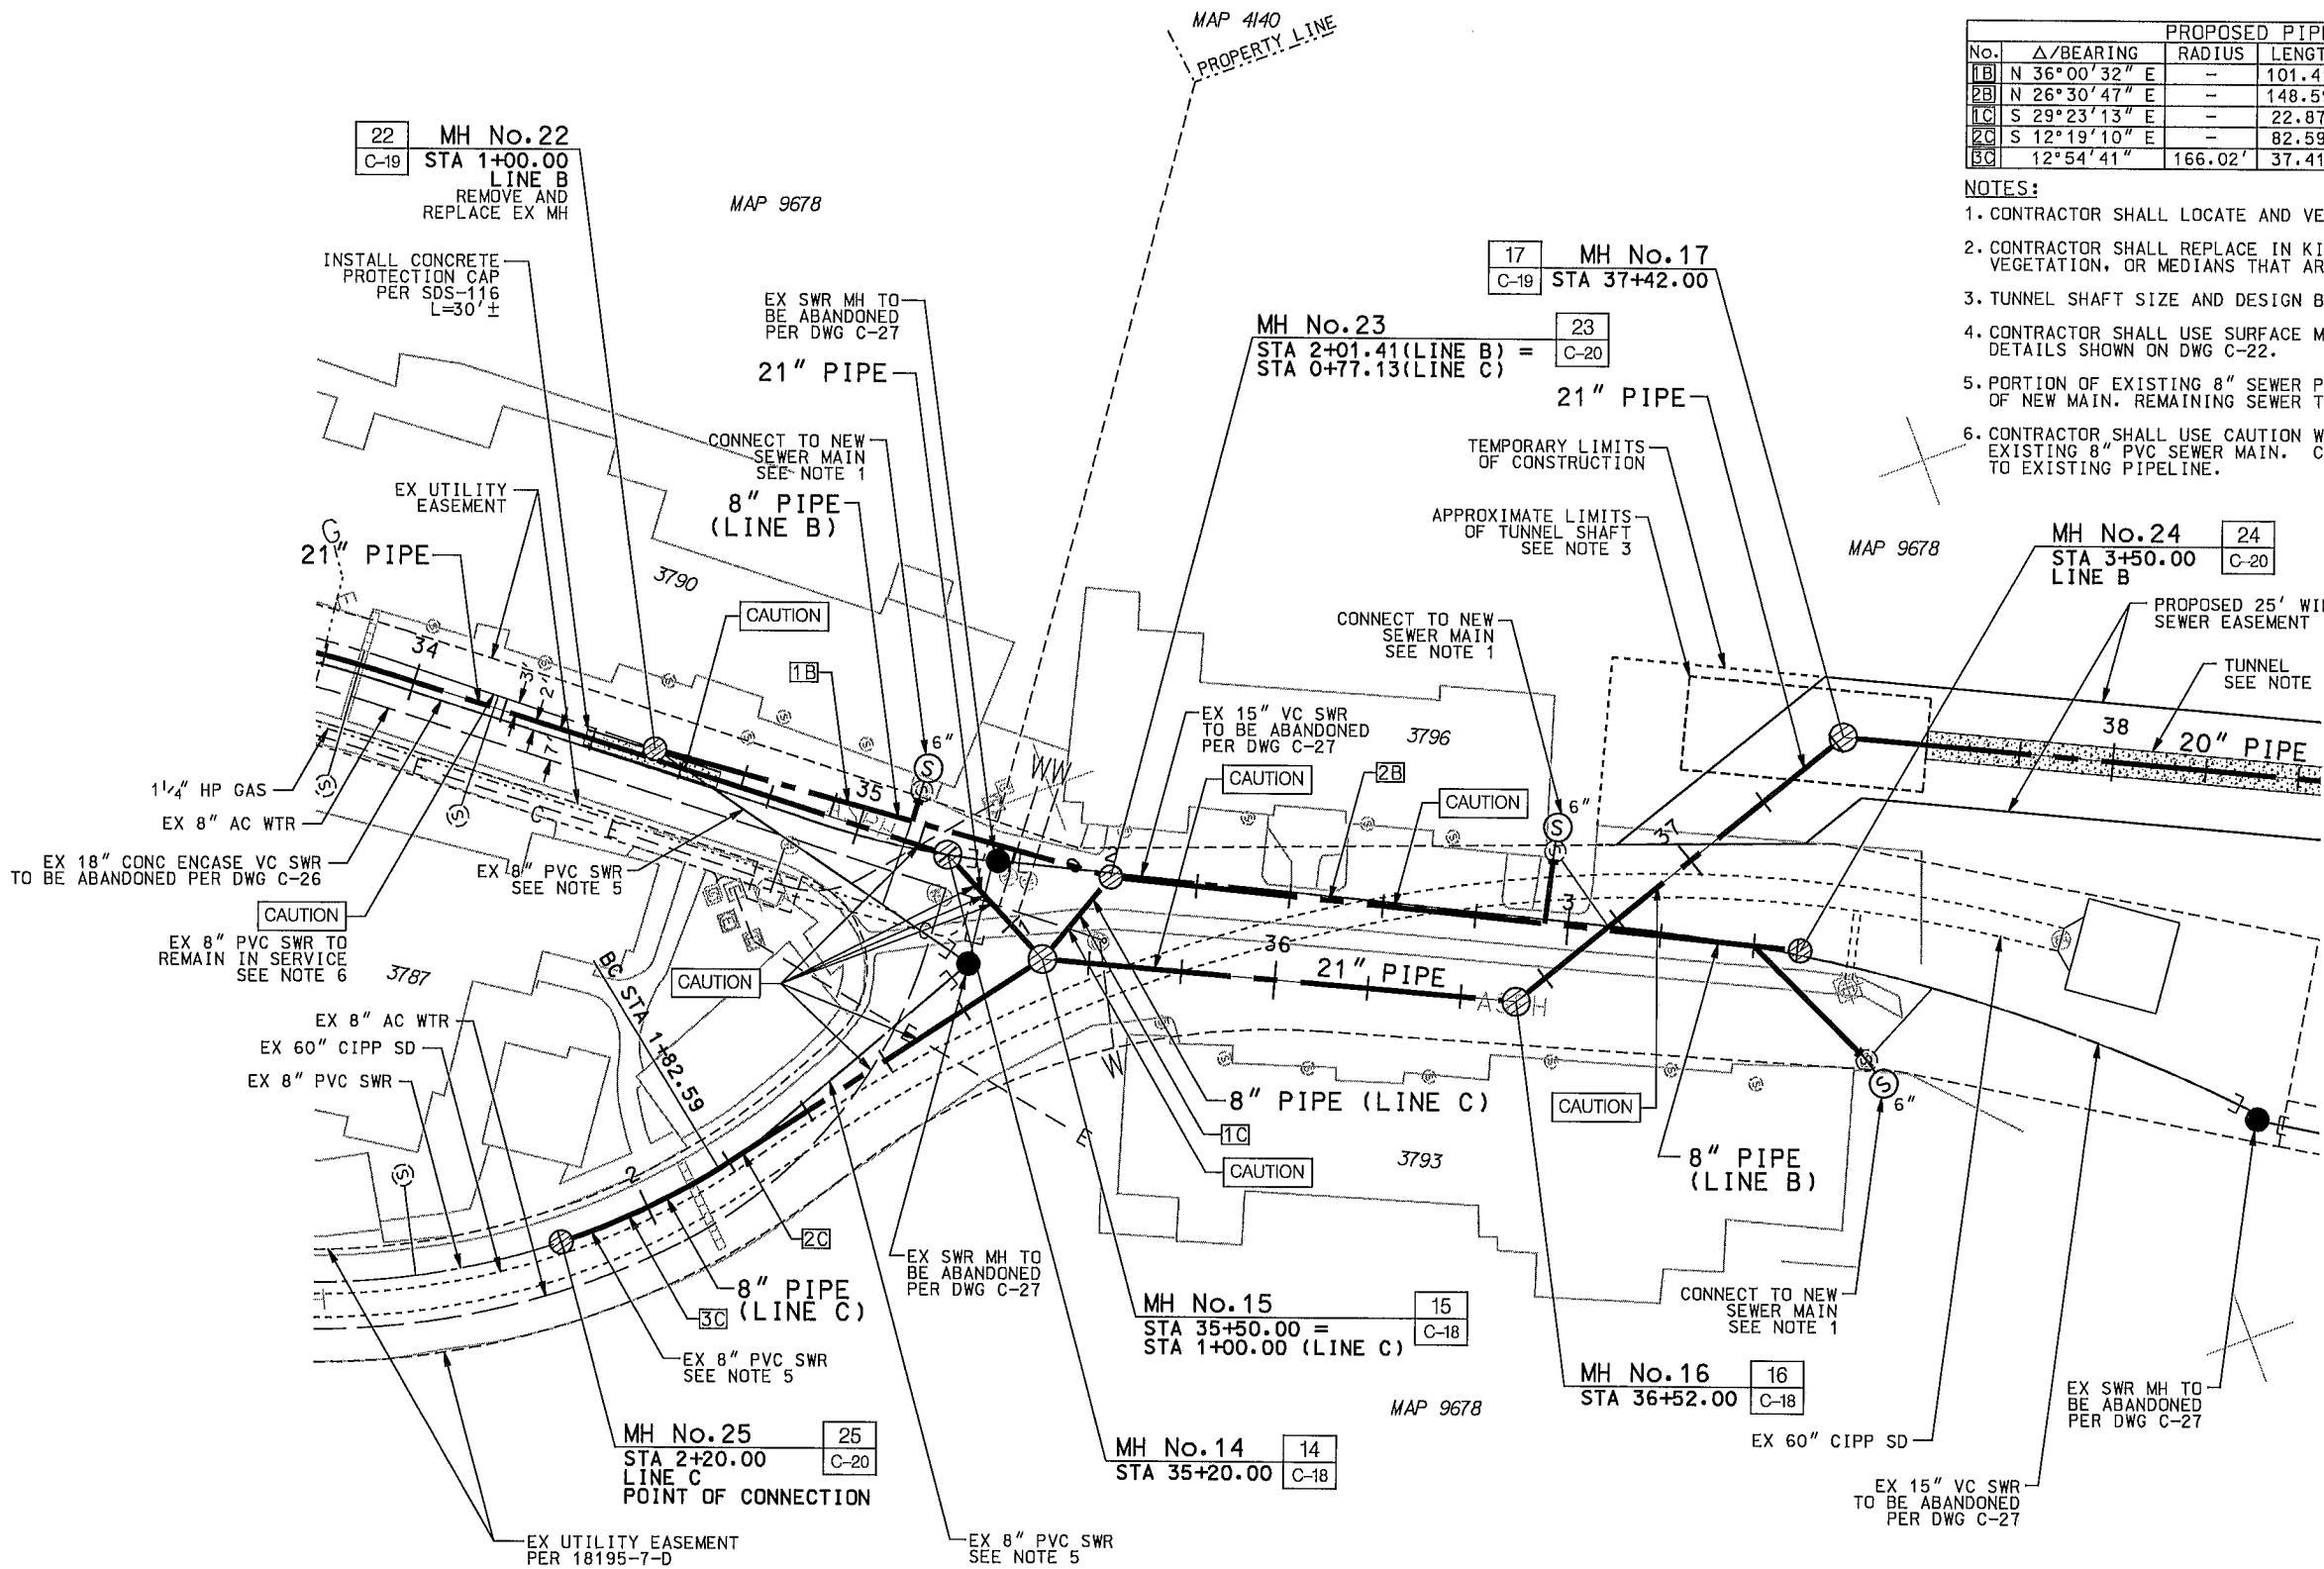 MAP 4140
PROPERTY LINE
PROPOSED PIPE
No. Δ/BEARING RADIUS LENGT
1B N 36°00'32" E - 101.4
2B N 26°30'47" E - 148.5
1C S 29°23'13" E - 22.87
2C S 12°19'10" E - 82.59
3C 12°54'41" 166.02' 37.41
NOTES:
1. CONTRACTOR SHALL LOCATE AND VE
2. CONTRACTOR SHALL REPLACE IN KI
VEGETATION, OR MEDIANS THAT AR
3. TUNNEL SHAFT SIZE AND DESIGN B
4. CONTRACTOR SHALL USE SURFACE M
DETAILS SHOWN ON DWG C-22.
5. PORTION OF EXISTING 8" SEWER P
OF NEW MAIN. REMAINING SEWER T
6. CONTRACTOR SHALL USE CAUTION W
EXISTING 8" PVC SEWER MAIN. C
TO EXISTING PIPELINE.
22
C-19
MH No.22
STA 1+00.00
LINE B
REMOVE AND
REPLACE EX MH
MAP 9678
INSTALL CONCRETE
PROTECTION CAP
PER SDS-116
L=30'±
EX SWR MH TO
BE ABANDONED
PER DWG C-27
21" PIPE
CONNECT TO NEW
SEWER MAIN
SEE NOTE 1
8" PIPE
(LINE B)
EX UTILITY
EASEMENT
G
21" PIPE
3790
CAUTION
1B
MH No.23
STA 2+01.41(LINE B) =
STA 0+77.13(LINE C)
23
C-20
17
C-19
MH No.17
STA 37+42.00
21" PIPE
TEMPORARY LIMITS
OF CONSTRUCTION
APPROXIMATE LIMITS
OF TUNNEL SHAFT
SEE NOTE 3
MAP 9678
CONNECT TO NEW
SEWER MAIN
SEE NOTE 1
MH No.24
STA 3+50.00
LINE B
24
C-20
PROPOSED 25' WI
SEWER EASEMENT
TUNNEL
SEE NOTE
38
20" PIPE
34
35
6"
S
WW
EX 15" VC SWR
TO BE ABANDONED
PER DWG C-27
3796
CAUTION
2B
CAUTION
6"
S
37
1 1/4" HP GAS
EX 8" AC WTR
EX 18" CONC ENCASE VC SWR
TO BE ABANDONED PER DWG C-26
CAUTION
EX 8" PVC SWR TO
REMAIN IN SERVICE
SEE NOTE 6
3787
EX 8" PVC SWR
SEE NOTE 5
ASPH
2
3
36
21" PIPE
ASPH
CAUTION
BC STA 1+82.59
EX 8" AC WTR
EX 60" CIPP SD
EX 8" PVC SWR
E
W
8" PIPE (LINE C)
1C
CAUTION
3793
CAUTION
8" PIPE
(LINE B)
S
6"
2
2C
8" PIPE
(LINE C)
3C
EX 8" PVC SWR
SEE NOTE 5
EX SWR MH TO
BE ABANDONED
PER DWG C-27
MH No.15
STA 35+50.00 =
STA 1+00.00 (LINE C)
15
C-18
CONNECT TO NEW
SEWER MAIN
SEE NOTE 1
MH No.16
STA 36+52.00
16
C-18
EX SWR MH TO
BE ABANDONED
PER DWG C-27
MAP 9678
MH No.25
STA 2+20.00
LINE C
POINT OF CONNECTION
25
C-20
MH No.14
STA 35+20.00
14
C-18
EX 60" CIPP SD
EX 15" VC SWR
TO BE ABANDONED
PER DWG C-27
EX UTILITY EASEMENT
PER 18195-7-D
EX 8" PVC SWR
SEE NOTE 5